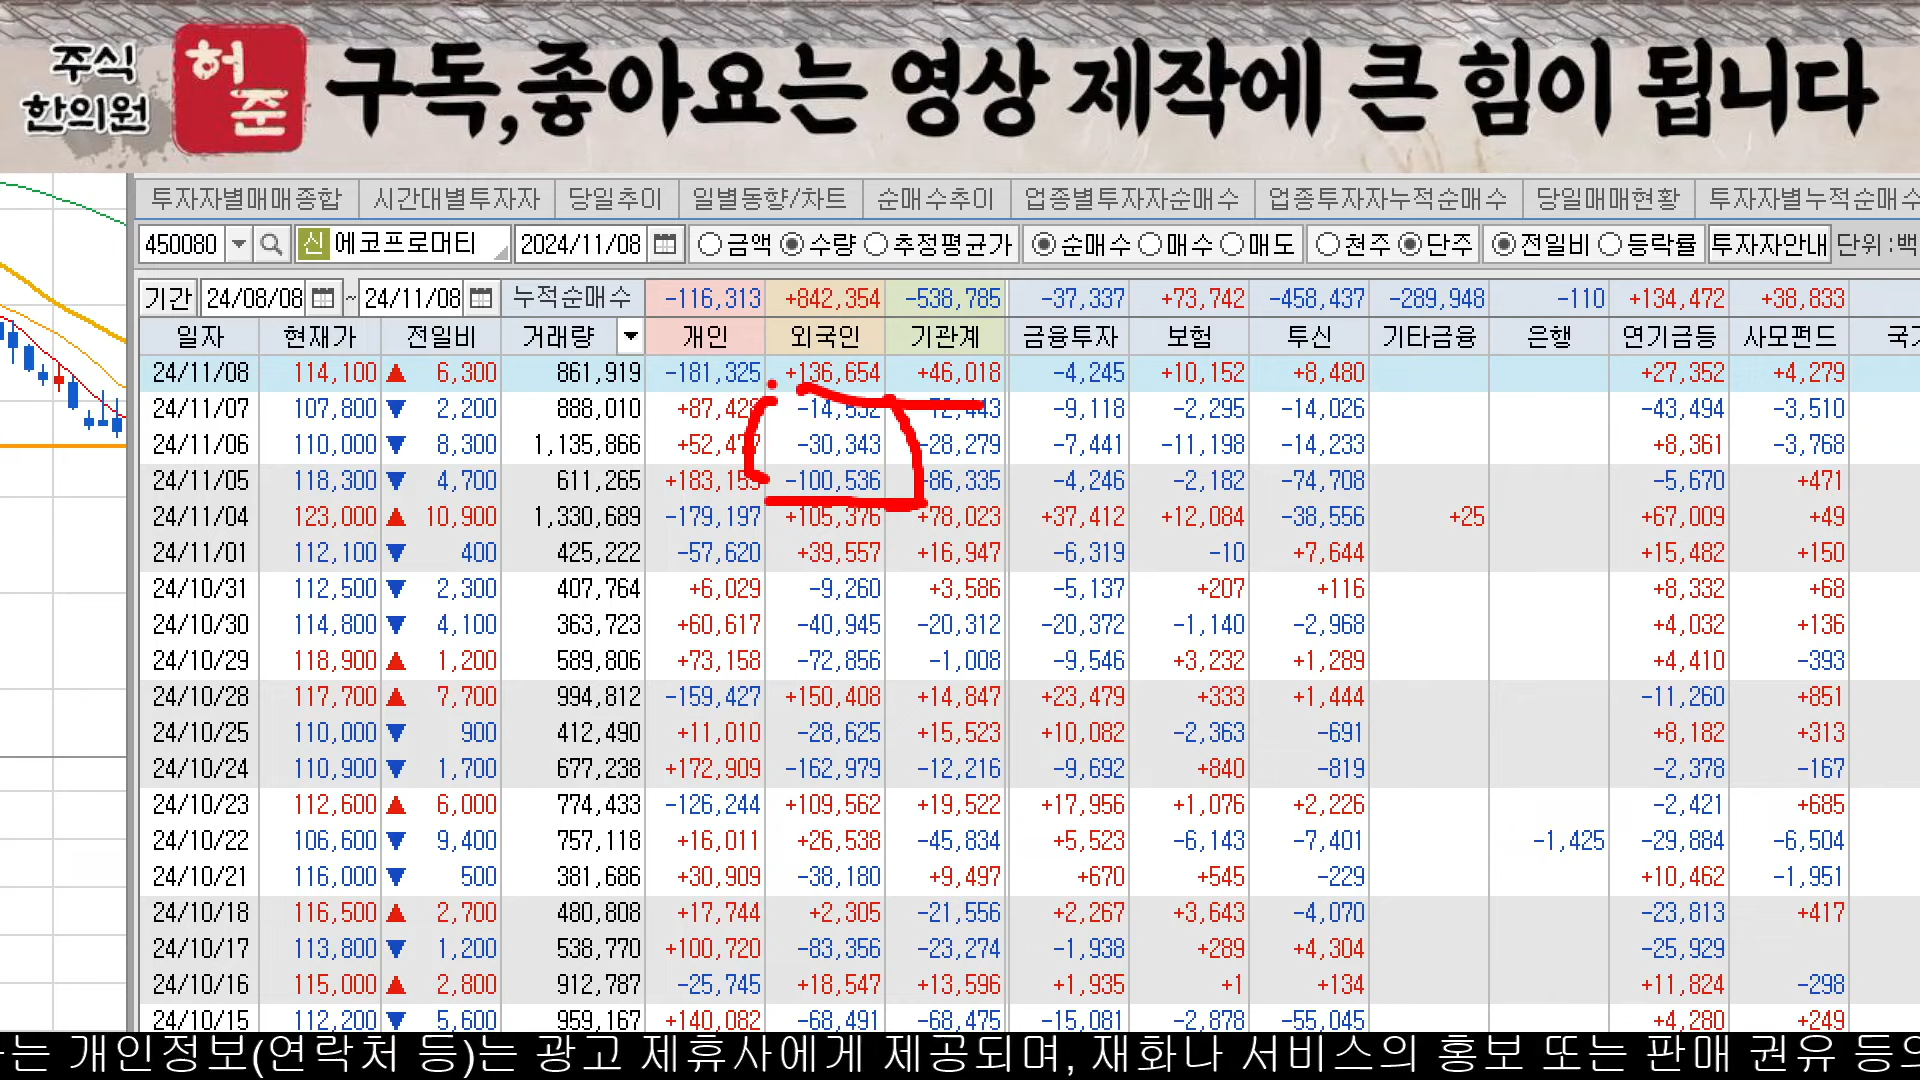 주식 한의원 허준 구독,좋아요는 영상 제작에 큰 힘이 됩니다
투자자별매매종합 시간대별투자자 당일추이 일별동향/차트 순매수추이 업종별투자자순매수 업종투자자누적순매수 당일매매현황 투자자별누적순매수
450080 신 에코프로머티 2024/11/08 금액 수량 추정평균가 순매수 매수 매도 천주 단주 전일비 등락률 투자자안내 단위:백
기간 24/08/08 ~ 24/11/08 누적순매수 -116,313 +842,354 -538,785 -37,337 +73,742 -458,437 -289,948 -110 +134,472 +38,833
일자 현재가 전일비 거래량 개인 외국인 기관계 금융투자 보험 투신 기타금융 은행 연기금등 사모펀드
24/11/08 114,100 ▲ 6,300 861,919 -181,325 +136,654 +46,018 -4,245 +10,152 +8,480 +27,352 +4,279
24/11/07 107,800 ▼ 2,200 888,010 -9,118 -2,295 -14,026 -43,494 -3,510
24/11/06 110,000 ▼ 8,300 1,135,866 -30,343 -28,279 -7,441 -11,198 -14,233 +8,361 -3,768
24/11/05 118,300 ▼ 4,700 611,265 -100,536 -86,335 -4,246 -2,182 -74,708 -5,670 +471
24/11/04 123,000 ▲ 10,900 1,330,689 -179,197 +105,376 +78,023 +37,412 +12,084 -38,556 +25 +67,009 +49
24/11/01 112,100 ▼ 400 425,222 -57,620 +39,557 +16,947 -6,319 -10 +7,644 +15,482 +150
24/10/31 112,500 ▼ 2,300 407,764 +6,029 -9,260 +3,586 -5,137 +207 +116 +8,332 +68
24/10/30 114,800 ▼ 4,100 363,723 +60,617 -40,945 -20,312 -20,372 -1,140 -2,968 +4,032 +136
24/10/29 118,900 ▲ 1,200 589,806 +73,158 -72,856 -1,008 -9,546 +3,232 +1,289 +4,410 -393
24/10/28 117,700 ▲ 7,700 994,812 -159,427 +150,408 +14,847 +23,479 +333 +1,444 -11,260 +851
24/10/25 110,000 ▼ 900 412,490 +11,010 -28,625 +15,523 +10,082 -2,363 -691 +8,182 +313
24/10/24 110,900 ▼ 1,700 677,238 +172,909 -162,979 -12,216 -9,692 +840 -819 -2,378 -167
24/10/23 112,600 ▲ 6,000 774,433 -126,244 +109,562 +19,522 +17,956 +1,076 +2,226 -2,421 +685
24/10/22 106,600 ▼ 9,400 757,118 +16,011 +26,538 -45,834 +5,523 -6,143 -7,401 -1,425 -29,884 -6,504
24/10/21 116,000 ▼ 500 381,686 +30,909 -38,180 +9,497 +670 +545 -229 +10,462 -1,951
24/10/18 116,500 ▲ 2,700 480,808 +17,744 +2,305 -21,556 +2,267 +3,643 -4,070 -23,813 +417
24/10/17 113,800 ▼ 1,200 538,770 +100,720 -83,356 -23,274 -1,938 +289 +4,304 -25,929
24/10/16 115,000 ▲ 2,800 912,787 -25,745 +18,547 +13,596 +1,935 +1 +134 +11,824 -298
24/10/15 112,200 ▼ 5,600 959,167 +140,082 -68,491 -68,475 -15,081 -2,878 -55,045 +4,280 +249
는 개인정보(연락처 등)는 광고 제휴사에게 제공되며, 재화나 서비스의 홍보 또는 판매 권유 등의